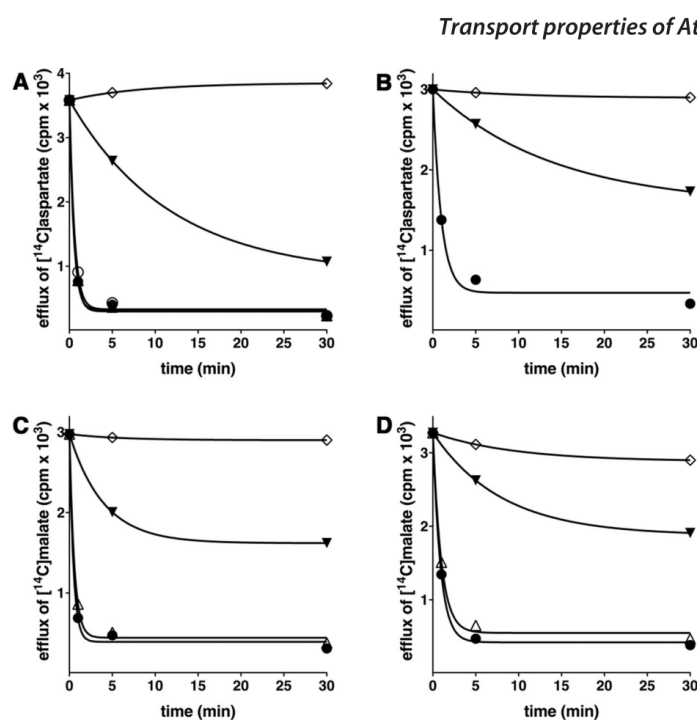 Transport properties of At
A
B
efflux of [¹⁴C]aspartate (cpm x 10³)
4
3
2
1
0 5 10 15 20 25 30
time (min)
efflux of [¹⁴C]aspartate (cpm x 10³)
3
2
1
0 5 10 15 20 25 30
time (min)
C
D
efflux of [¹⁴C]malate (cpm x 10³)
3
2
1
0 5 10 15 20 25 30
time (min)
efflux of [¹⁴C]malate (cpm x 10³)
3
2
1
0 5 10 15 20 25 30
time (min)